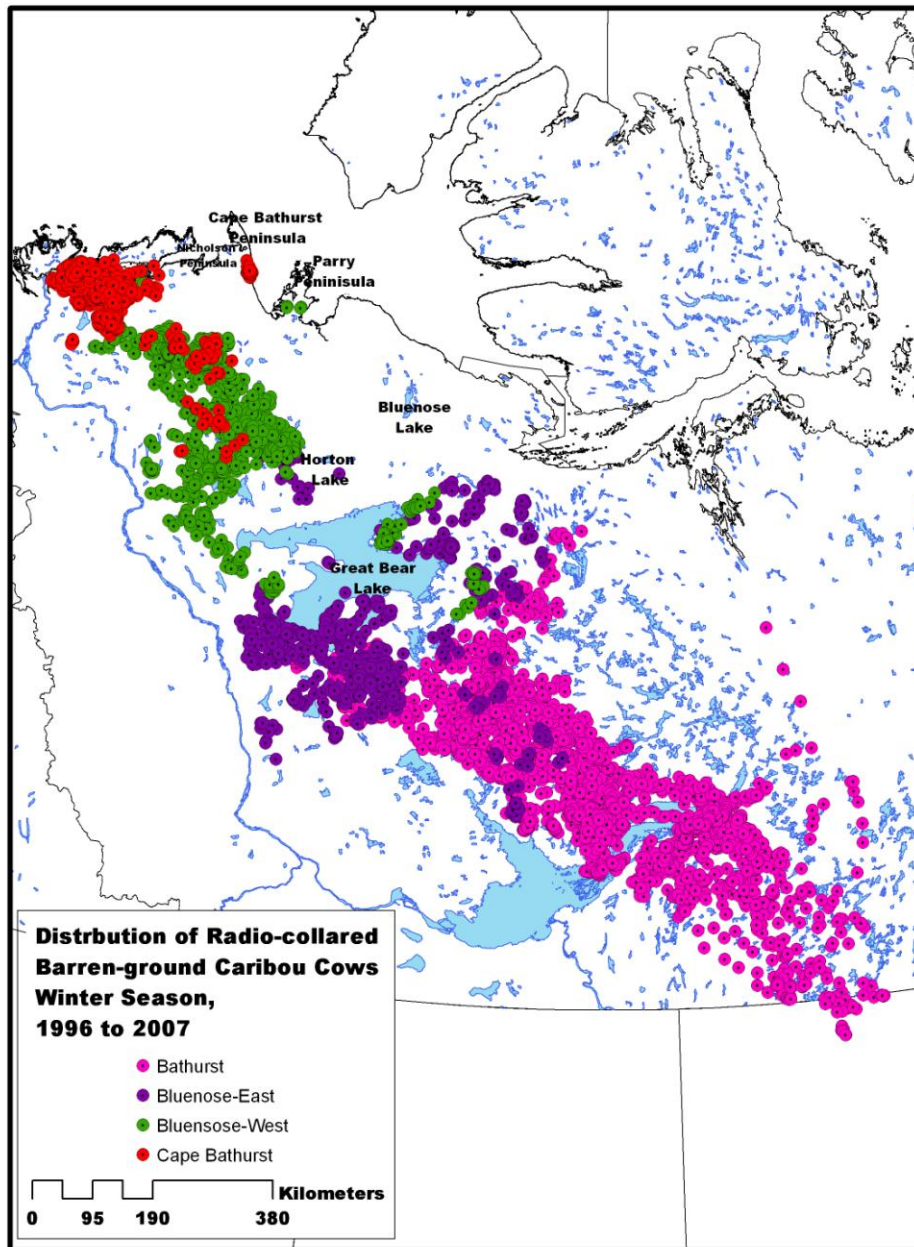 Cape Bathurst
Peninsula
Nicholson
Peninsula
Parry
Peninisula
Bluenose
Lake
Horton
Lake
Great Bear
Lake
Distrbution of Radio-collared
Barren-ground Caribou Cows
Winter Season,
1996 to 2007
Bathurst
Bluenose-East
Bluensose-West
Cape Bathurst
Kilometers
0 95 190 380